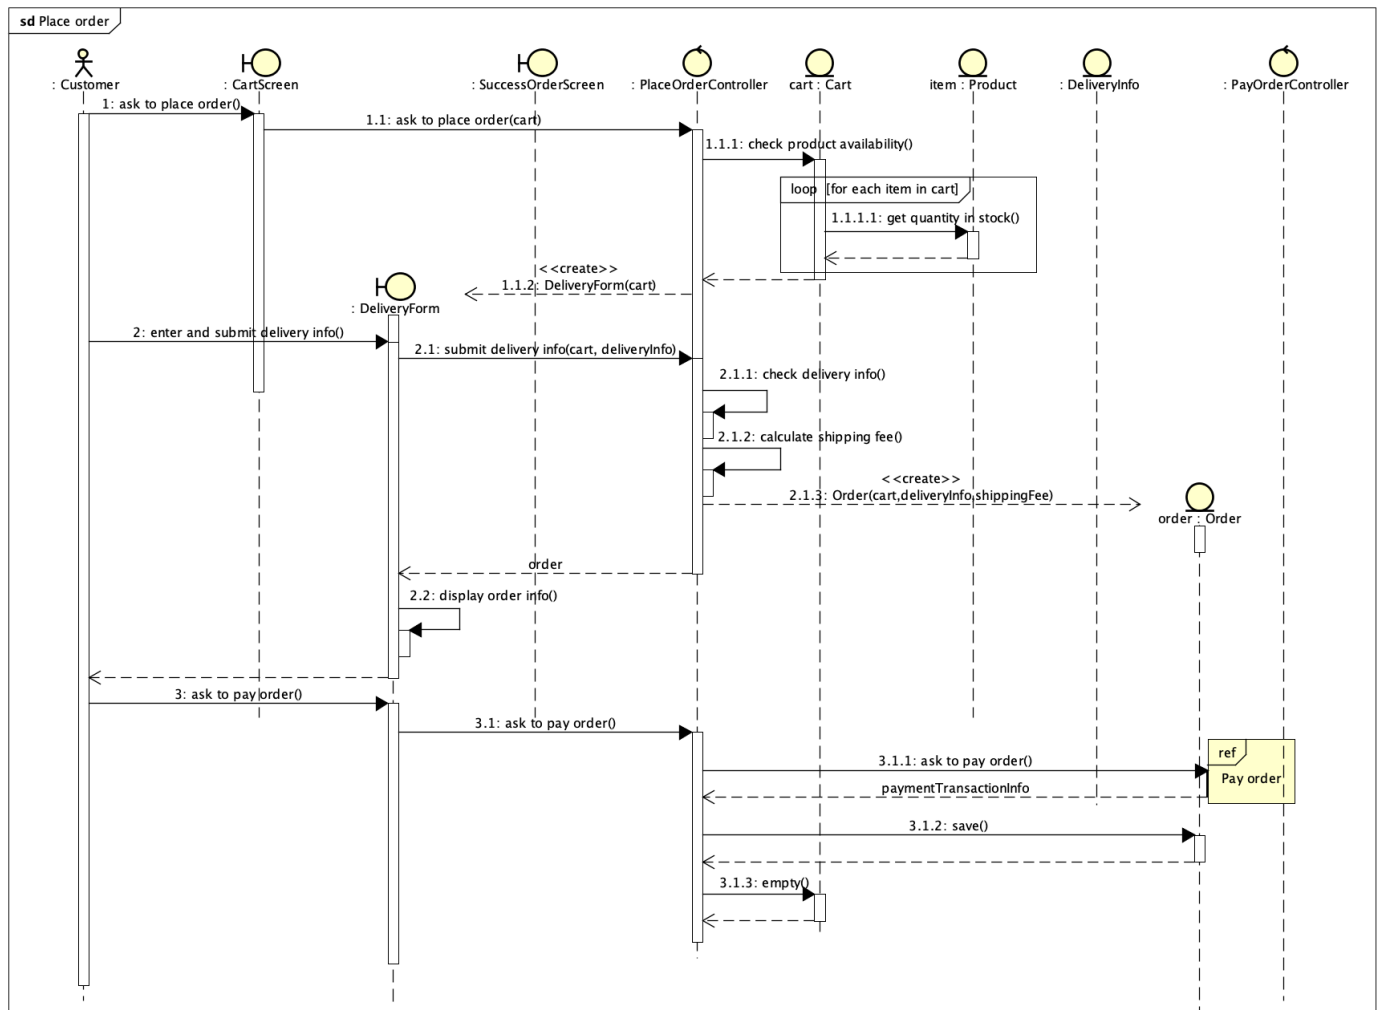 sd Place order
: Customer
: CartScreen
: SuccessOrderScreen
: PlaceOrderController
cart : Cart
item : Product
: DeliveryInfo
: PayOrderController
1: ask to place order()
1.1: ask to place order(cart)
1.1.1: check product availability()
loop [for each item in cart]
1.1.1.1: get quantity in stock()
<<create>>
1.1.2: DeliveryForm(cart)
: DeliveryForm
2: enter and submit delivery info()
2.1: submit delivery info(cart, deliveryInfo)
2.1.1: check delivery info()
2.1.2: calculate shipping fee()
<<create>>
2.1.3: Order(cart,deliveryInfo,shippingFee)
order : Order
order
2.2: display order info()
3: ask to pay order()
3.1: ask to pay order()
ref
3.1.1: ask to pay order()
Pay order
paymentTransactionInfo
3.1.2: save()
3.1.3: empty()